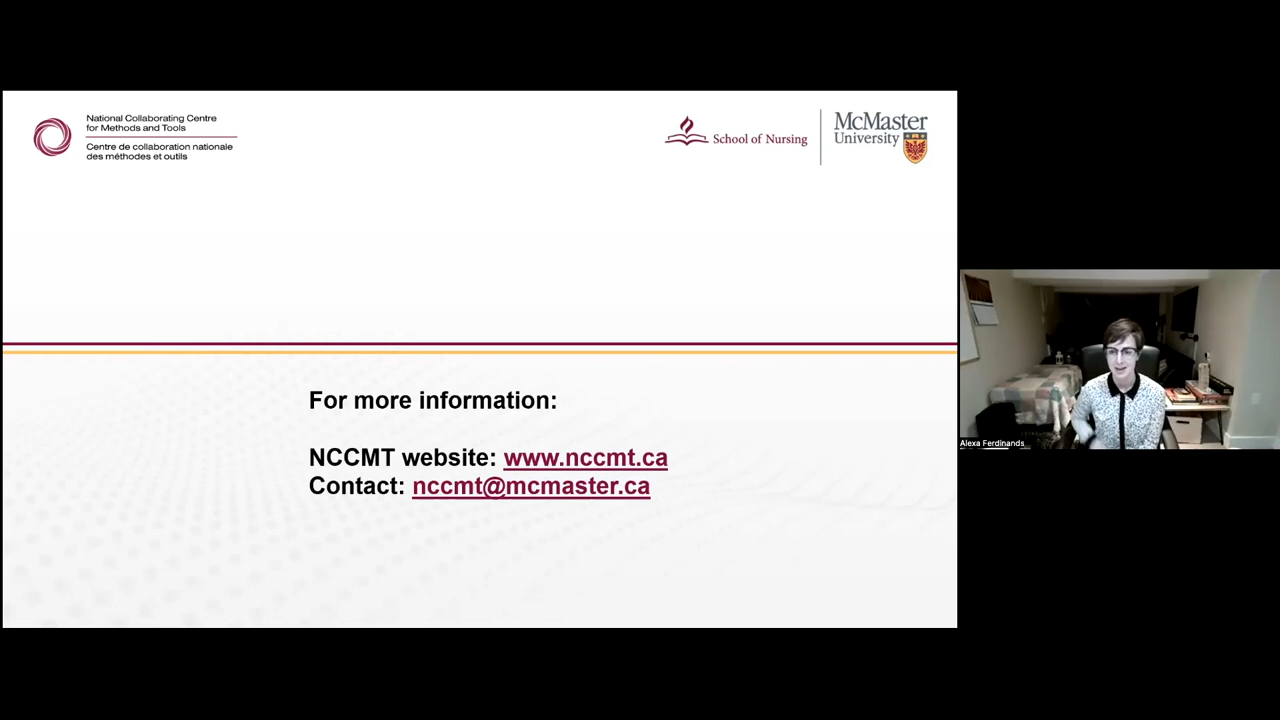 National Collaborating Centre
for Methods and Tools
Centre de collaboration nationale
des méthodes et outils
School of Nursing
McMaster
University
For more information:
NCCMT website: www.nccmt.ca
Contact: nccmt@mcmaster.ca
Alexa Ferdinands